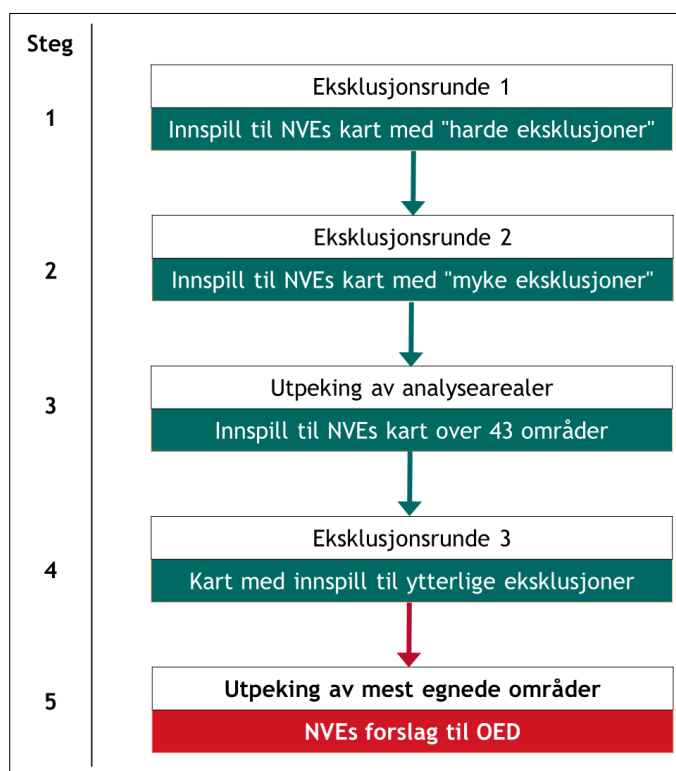 Steg
1
Eksklusjonsrunde 1
Innspill til NVEs kart med "harde eksklusjoner"
2
Eksklusjonsrunde 2
Innspill til NVEs kart med "myke eksklusjoner"
3
Utpeking av analysearealer
Innspill til NVEs kart over 43 områder
4
Eksklusjonsrunde 3
Kart med innspill til ytterlige eksklusjoner
5
Utpeking av mest egnede områder
NVEs forslag til OED